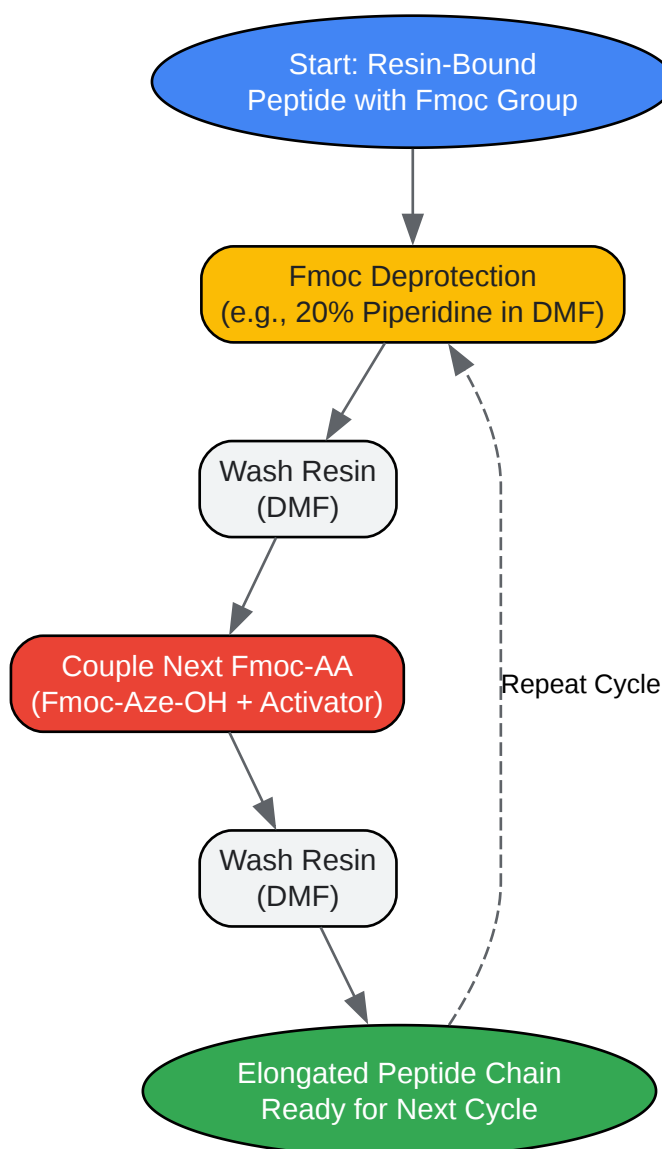 Start: Resin-Bound
Peptide with Fmoc Group
Fmoc Deprotection
(e.g., 20% Piperidine in DMF)
Wash Resin
(DMF)
Couple Next Fmoc-AA
(Fmoc-Aze-OH + Activator)
Repeat Cycle
Wash Resin
(DMF)
Elongated Peptide Chain
Ready for Next Cycle